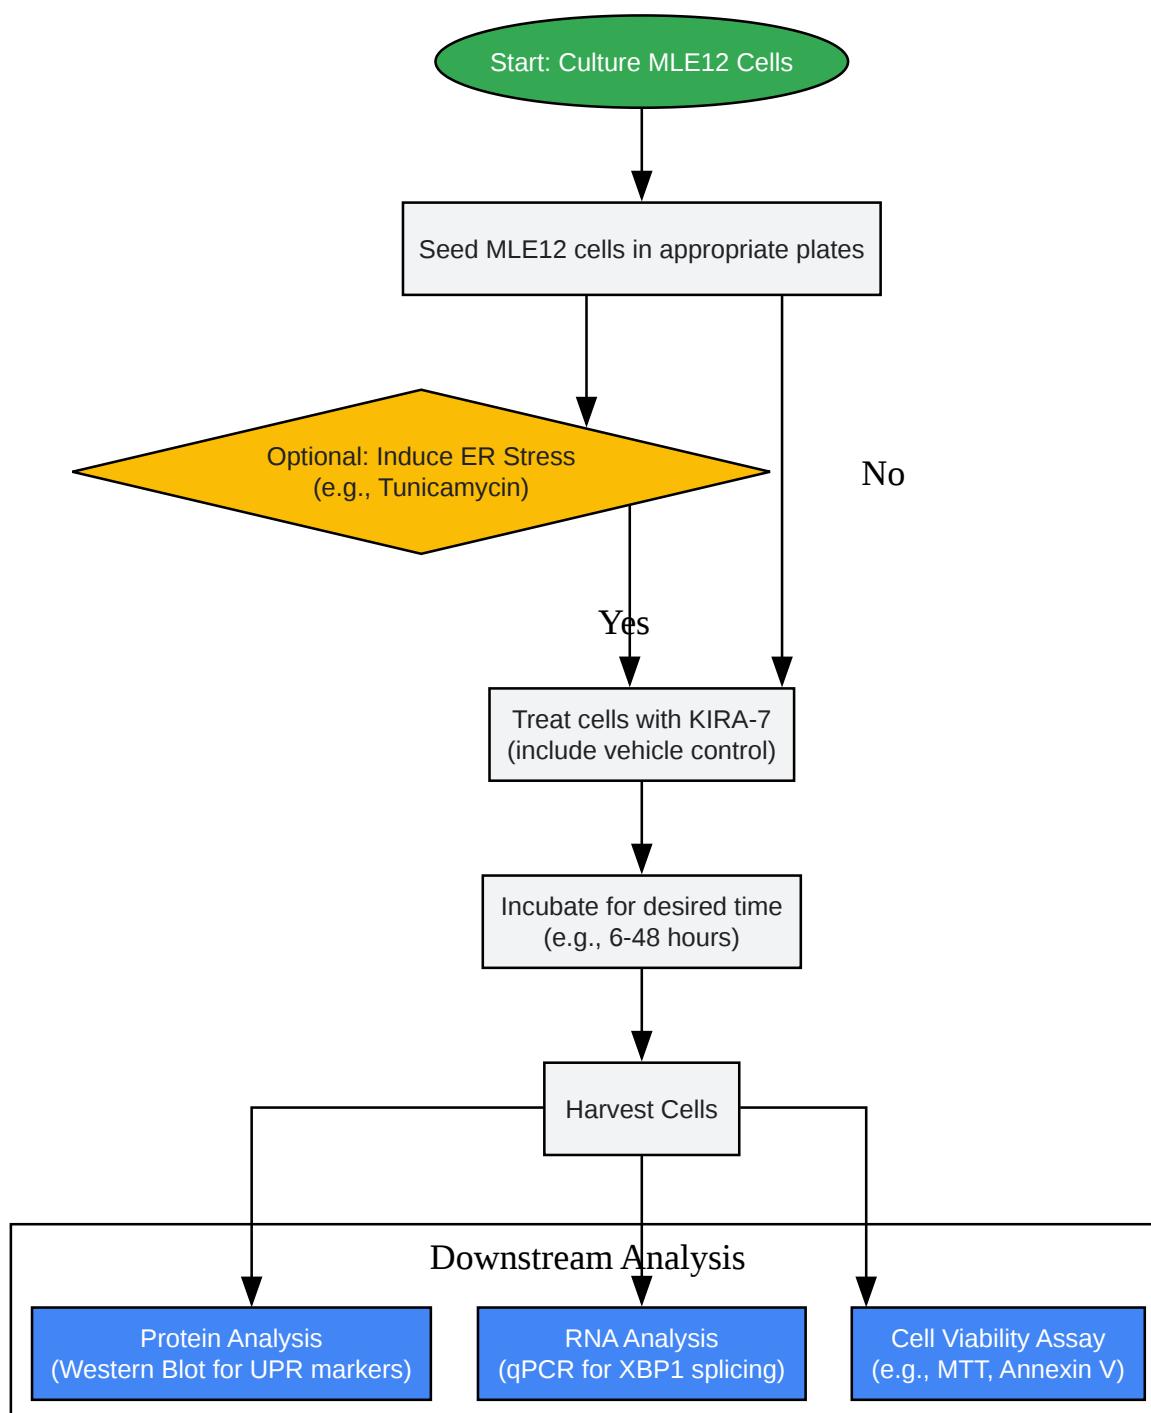 Start: Culture MLE12 Cells
Seed MLE12 cells in appropriate plates
Optional: Induce ER Stress
(e.g., Tunicamycin)
No
Yes
Treat cells with KIRA-7
(include vehicle control)
Incubate for desired time
(e.g., 6-48 hours)
Harvest Cells
Downstream Analysis
Protein Analysis
(Western Blot for UPR markers)
RNA Analysis
(qPCR for XBP1 splicing)
Cell Viability Assay
(e.g., MTT, Annexin V)